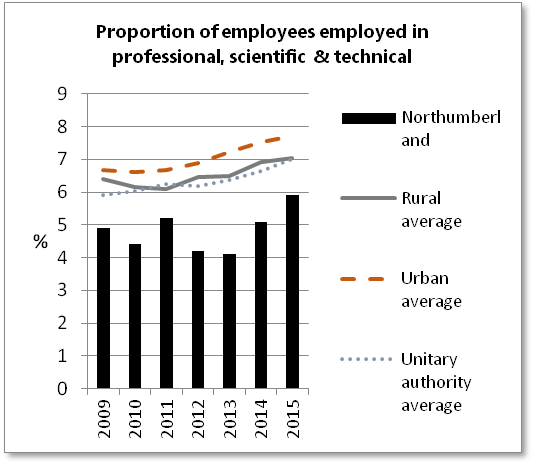 Proportion of employees employed in
professional, scientific & technical
9
8
7
6
5
4
3
2
1
0
%
2009
2010
2011
2012
2013
2014
2015
Northumberl
and
Rural
average
Urban
average
Unitary
authority
average